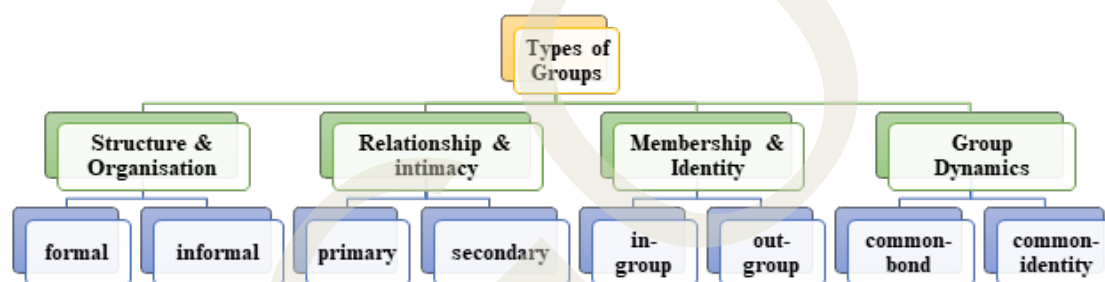 Types of
Groups
Structure &
Organisation
Relationship &
intimacy
Membership &
Identity
Group
Dynamics
formal
informal
primary
secondary
in-
group
out-
group
common-
bond
common-
identity